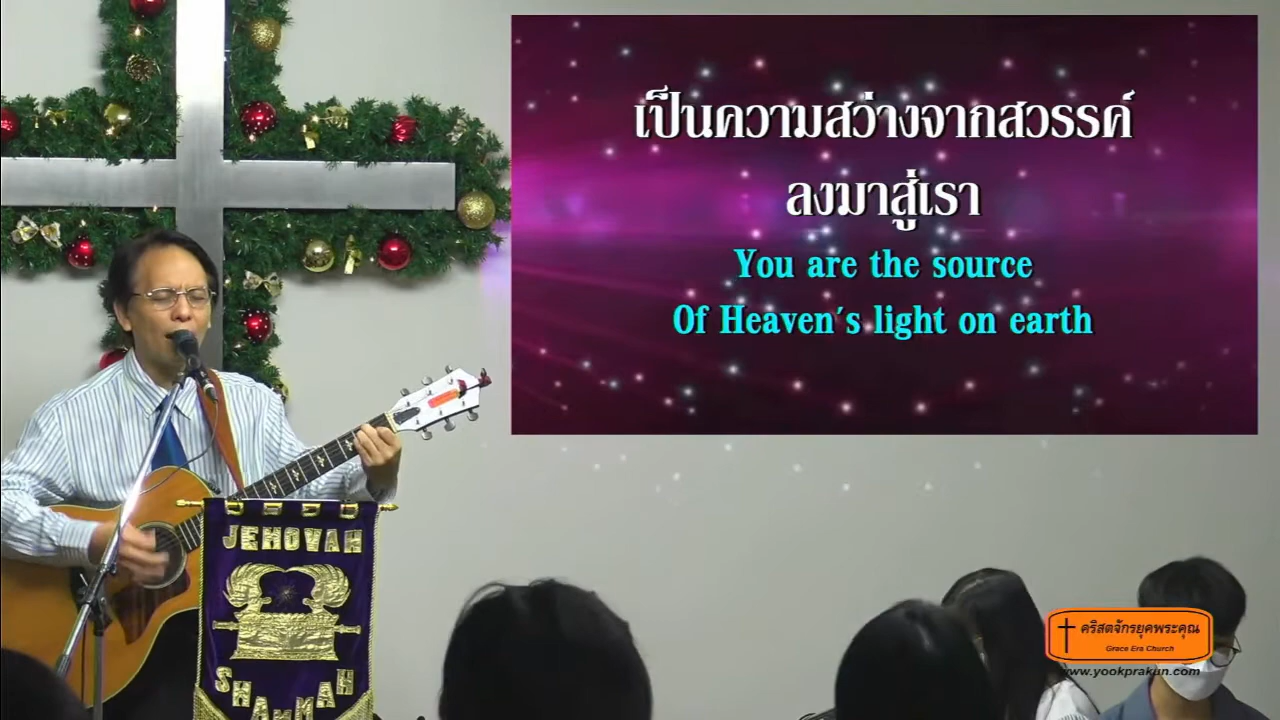 เป็นความสว่างจากสวรรค์
ลงมาสู่เรา
You are the source
Of Heaven's light on earth
JEHOVAH
SHAMMAH
คริสตจักรยุคพระคุณ
Grace Era Church
www.yookprakun.com